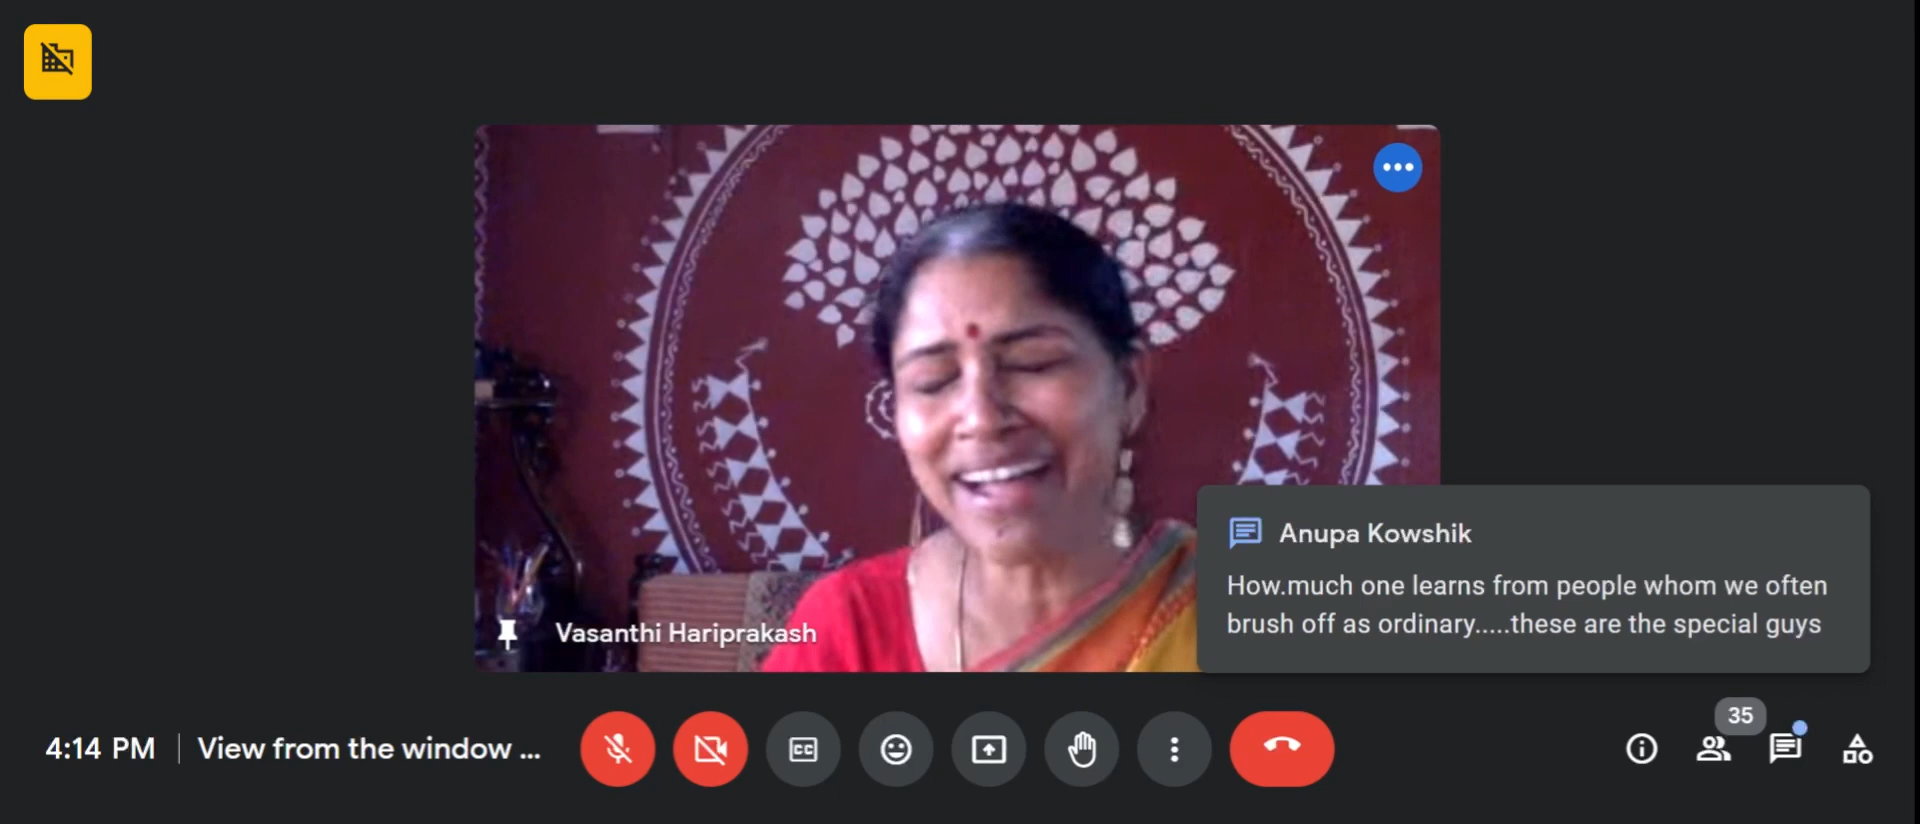 Anupa Kowshik
How.much one learns from people whom we often
brush off as ordinary.....these are the special guys
Vasanthi Hariprakash
35
4:14 PM | View from the window ...
CC